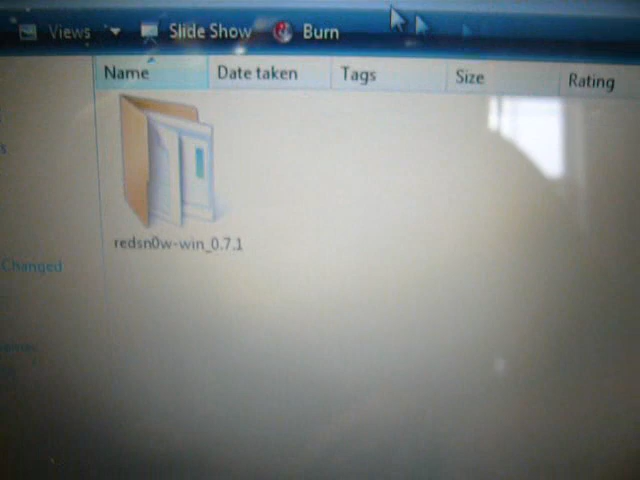 Views Slide Show Burn
Name Date taken Tags Size Rating
redsn0w-win_0.7.1
Changed